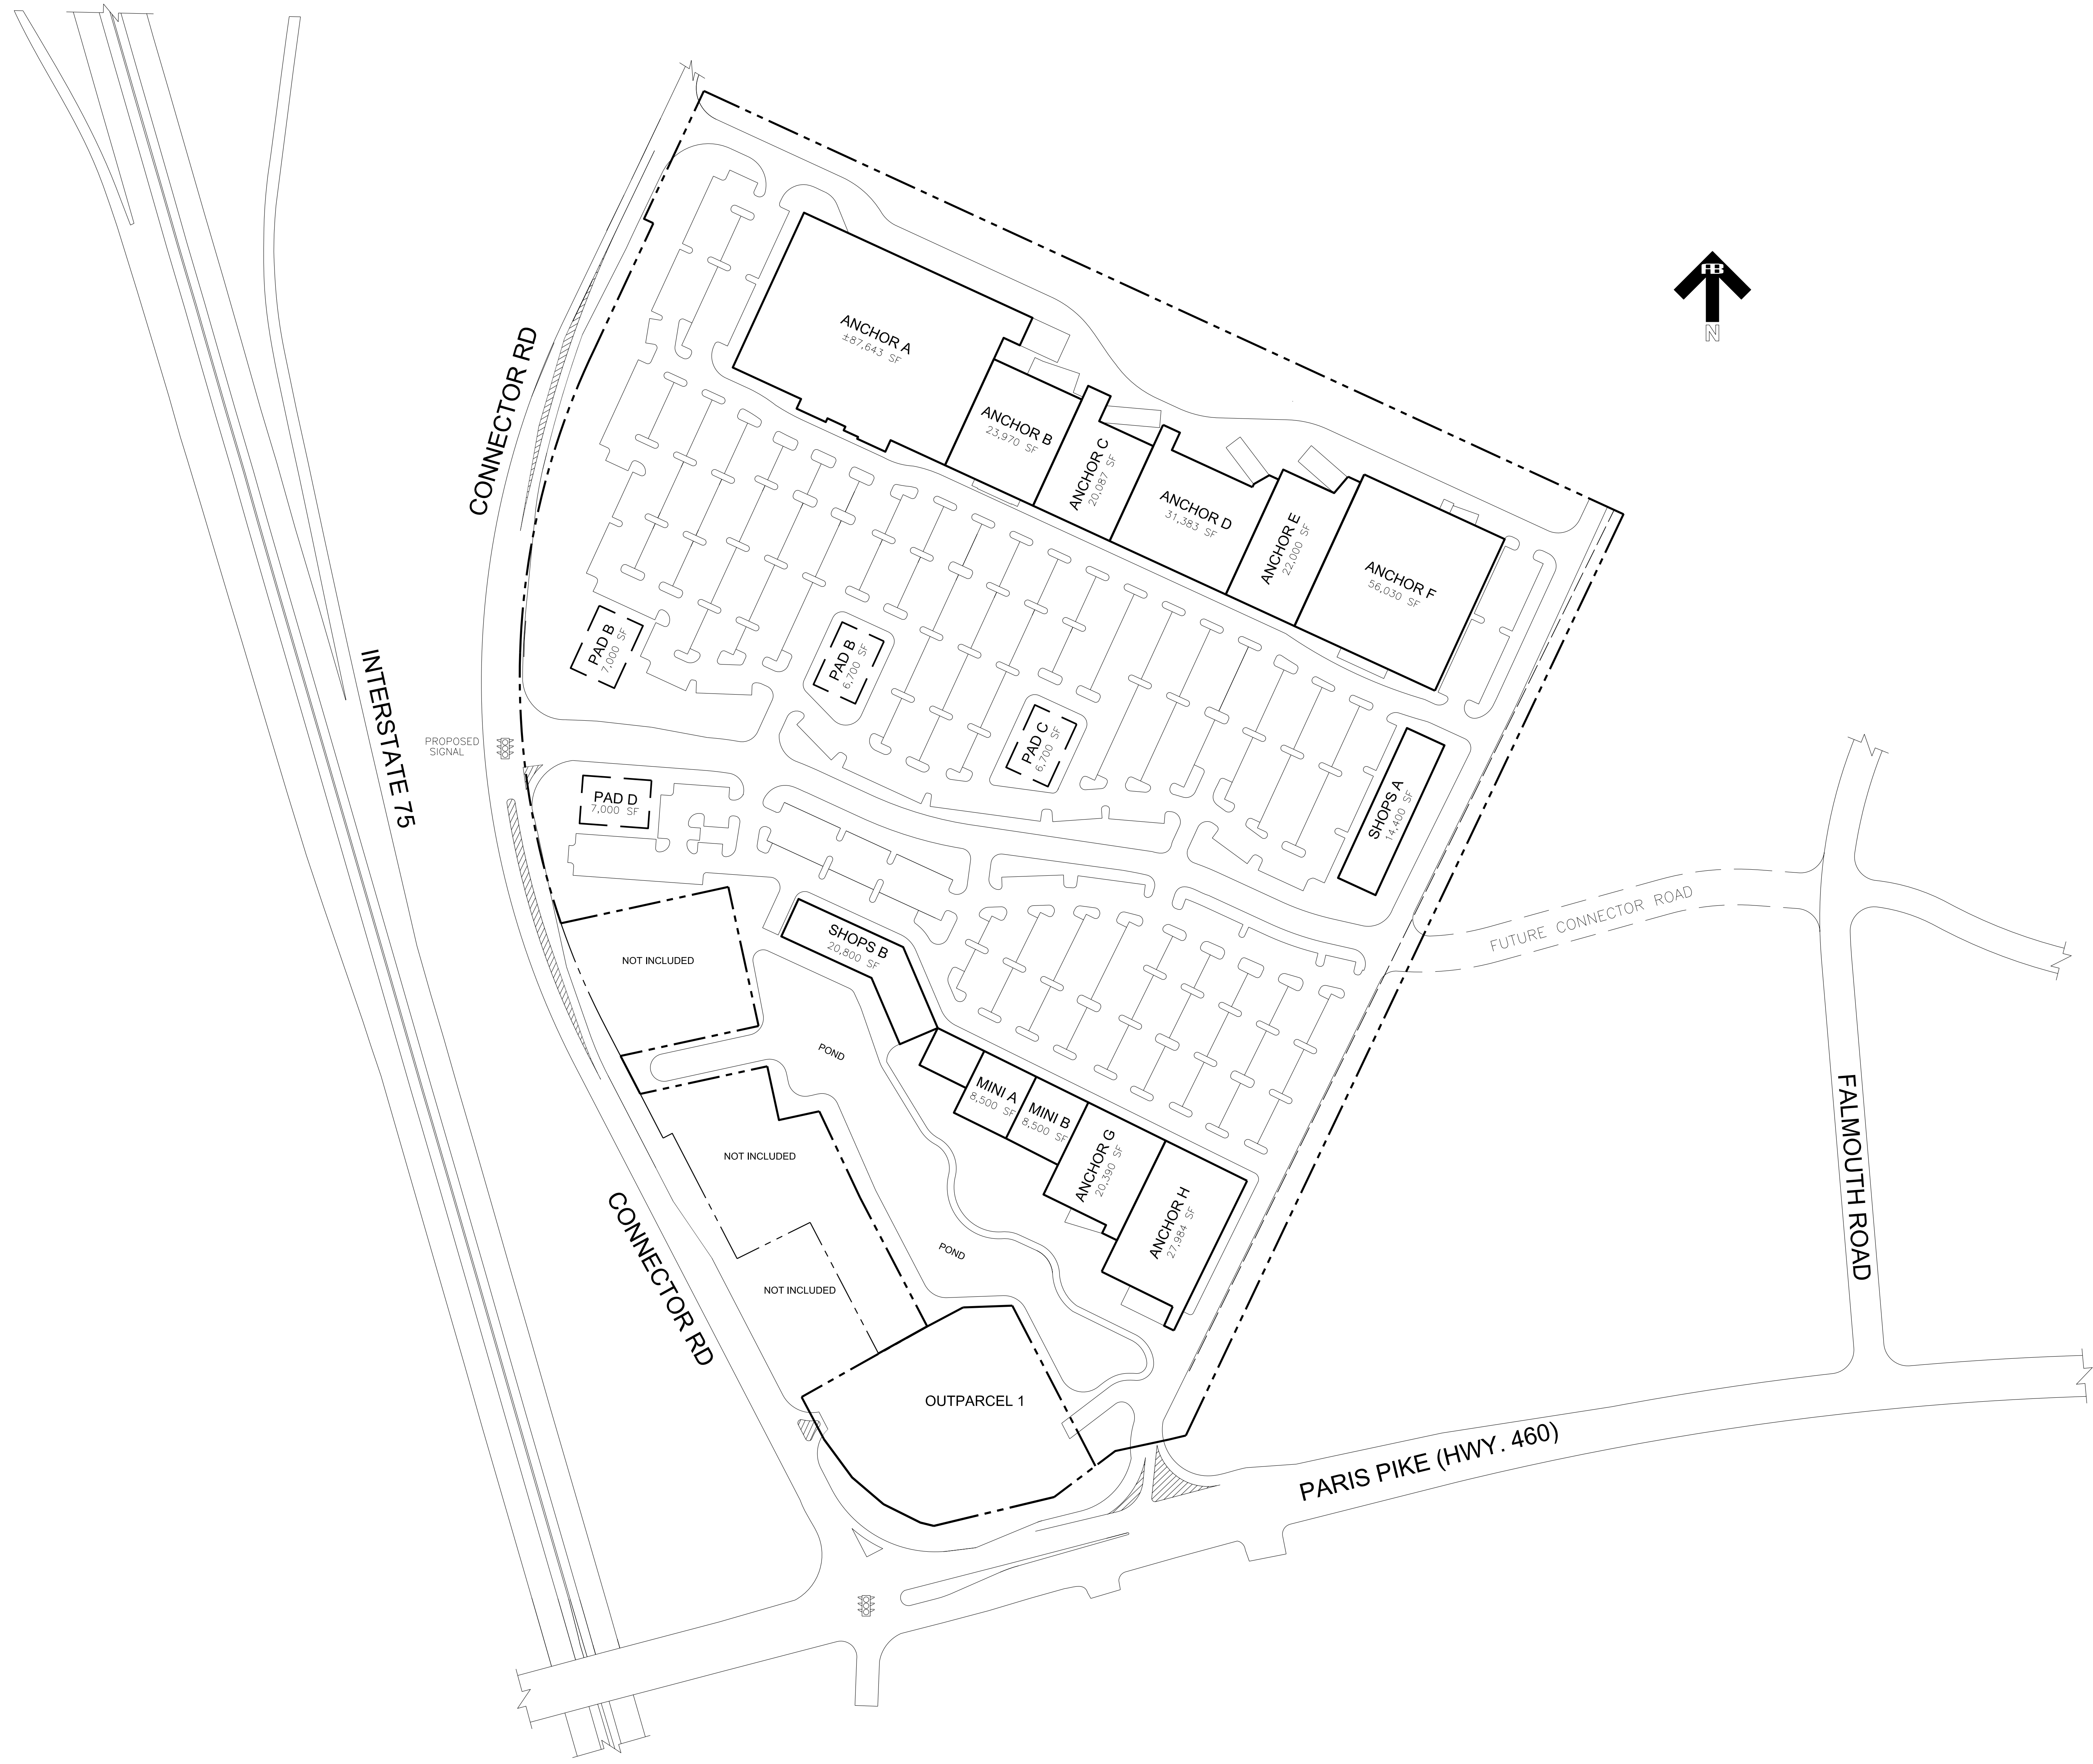 AB
N
CONNECTOR RD
INTERSTATE 75
ANCHOR A
±87,643 SF
ANCHOR B
23,970 SF
ANCHOR C
20,087 SF
ANCHOR D
31,383 SF
ANCHOR E
22,000 SF
ANCHOR F
56,030 SF
PAD B
7,000 SF
PAD B
6,700 SF
PAD C
6,700 SF
PROPOSED
SIGNAL
PAD D
7,000 SF
SHOPS A
14,400 SF
FUTURE CONNECTOR ROAD
SHOPS B
20,800 SF
NOT INCLUDED
POND
MINI A
8,500 SF
MINI B
8,500 SF
ANCHOR G
20,390 SF
ANCHOR H
27,984 SF
NOT INCLUDED
POND
NOT INCLUDED
CONNECTOR RD
FALMOUTH ROAD
OUTPARCEL 1
PARIS PIKE (HWY. 460)